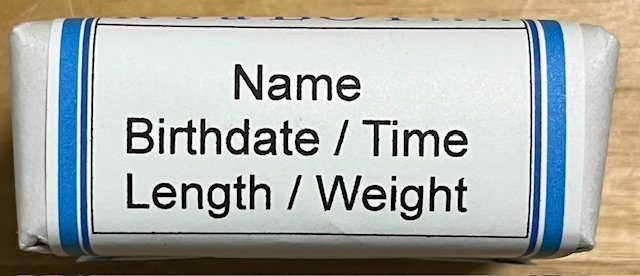 Name
Birthdate / Time
Length / Weight